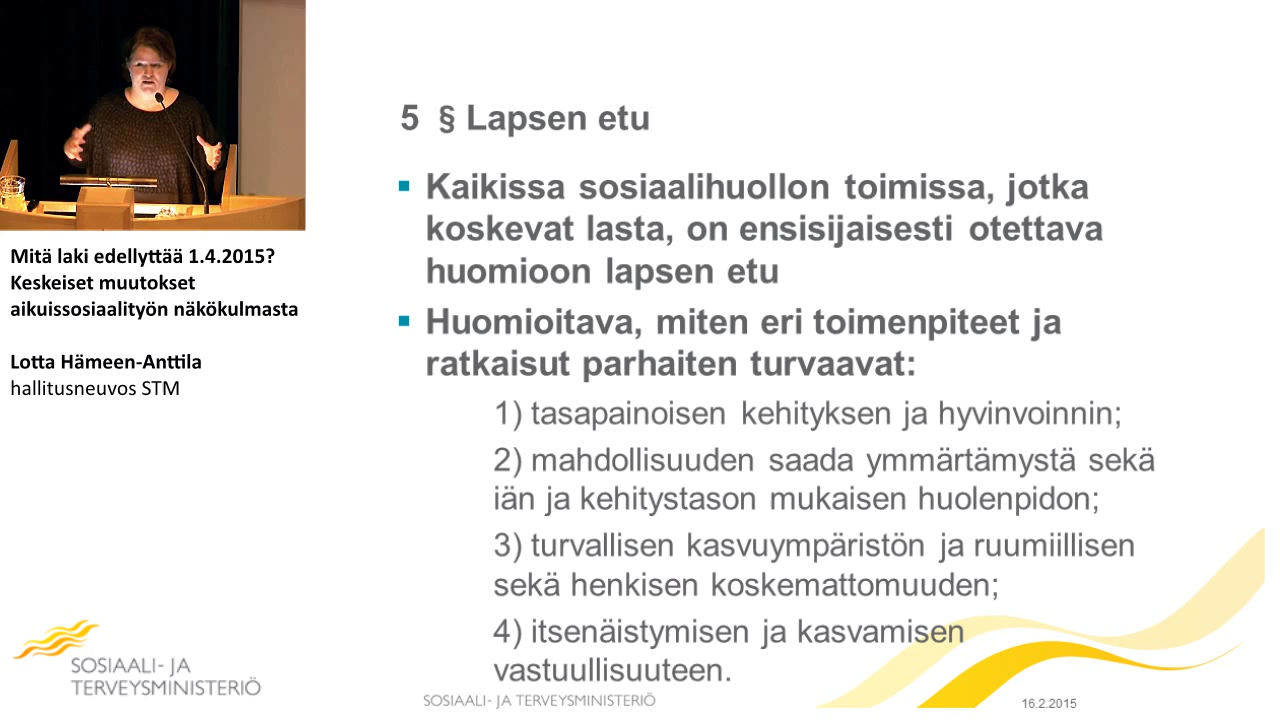 Mitä laki edellyttää 1.4.2015?
Keskeiset muutokset
aikuissosiaalityön näkökulmasta
Lotta Hämeen-Anttila
hallitusneuvos STM
5 § Lapsen etu
Kaikissa sosiaalihuollon toimissa, jotka
koskevat lasta, on ensisijaisesti otettava
huomioon lapsen etu
Huomioitava, miten eri toimenpiteet ja
ratkaisut parhaiten turvaavat:
1) tasapainoisen kehityksen ja hyvinvoinnin;
2) mahdollisuuden saada ymmärtämystä sekä
iän ja kehitystason mukaisen huolenpidon;
3) turvallisen kasvuympäristön ja ruumiillisen
sekä henkisen koskemattomuuden;
4) itsenäistymisen ja kasvamisen
vastuullisuuteen.
SOSIAALI- JA
TERVEYSMINISTERIÖ
SOSIAALI- JA TERVEYSMINISTERIÖ
16.2.2015